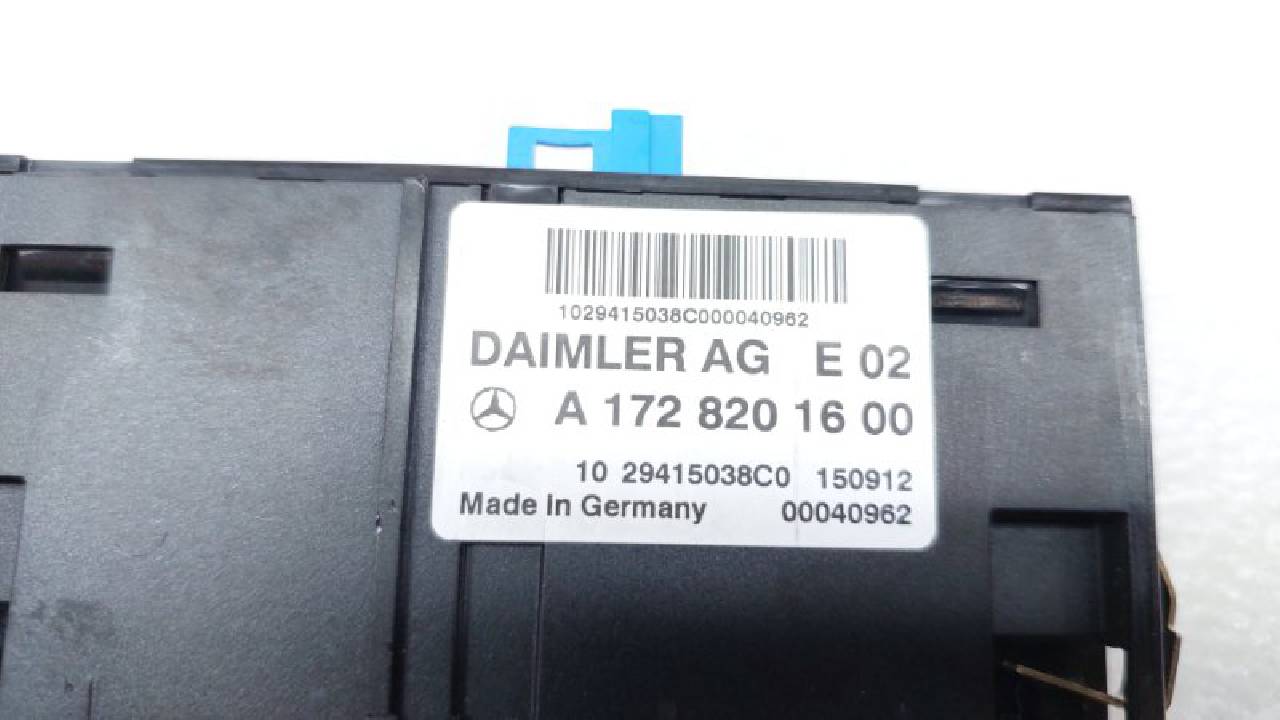 1029415038C000040962
DAIMLER AG E 02
A 172 820 16 00
10 29415038C0 150912
Made In Germany 00040962